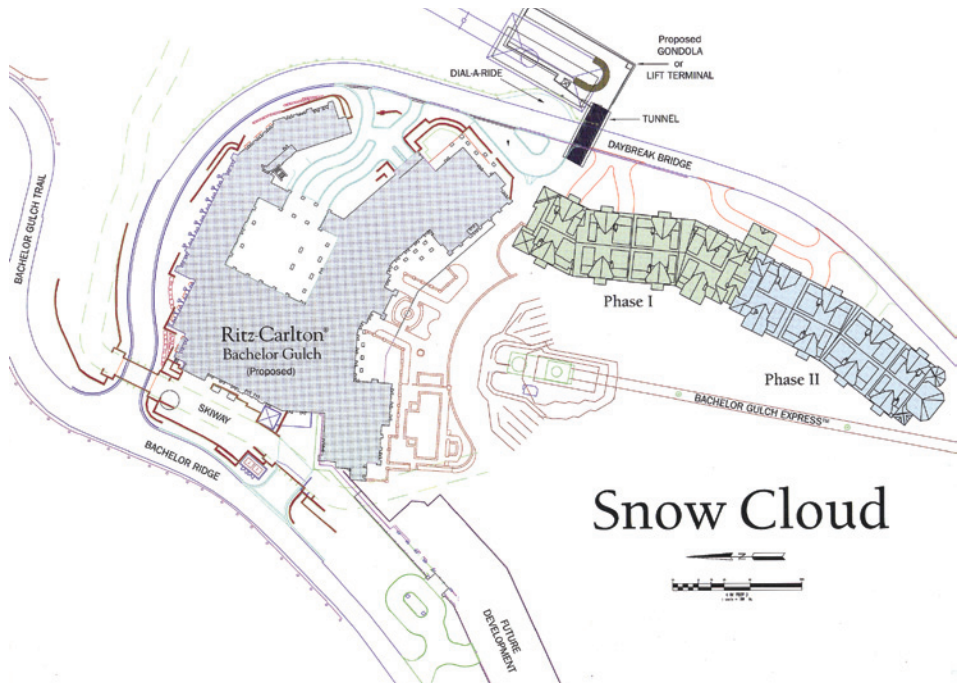 Proposed
GONDOLA
or
LIFT TERMINAL
DIAL-A-RIDE
TUNNEL
DAYBREAK BRIDGE
BACHELOR GULCH TRAIL
Phase I
Ritz-Carlton®
Bachelor Gulch
(Proposed)
Phase II
BACHELOR GULCH EXPRESS™
SKIWAY
BACHELOR RIDGE
Snow Cloud
FUTURE
DEVELOPMENT